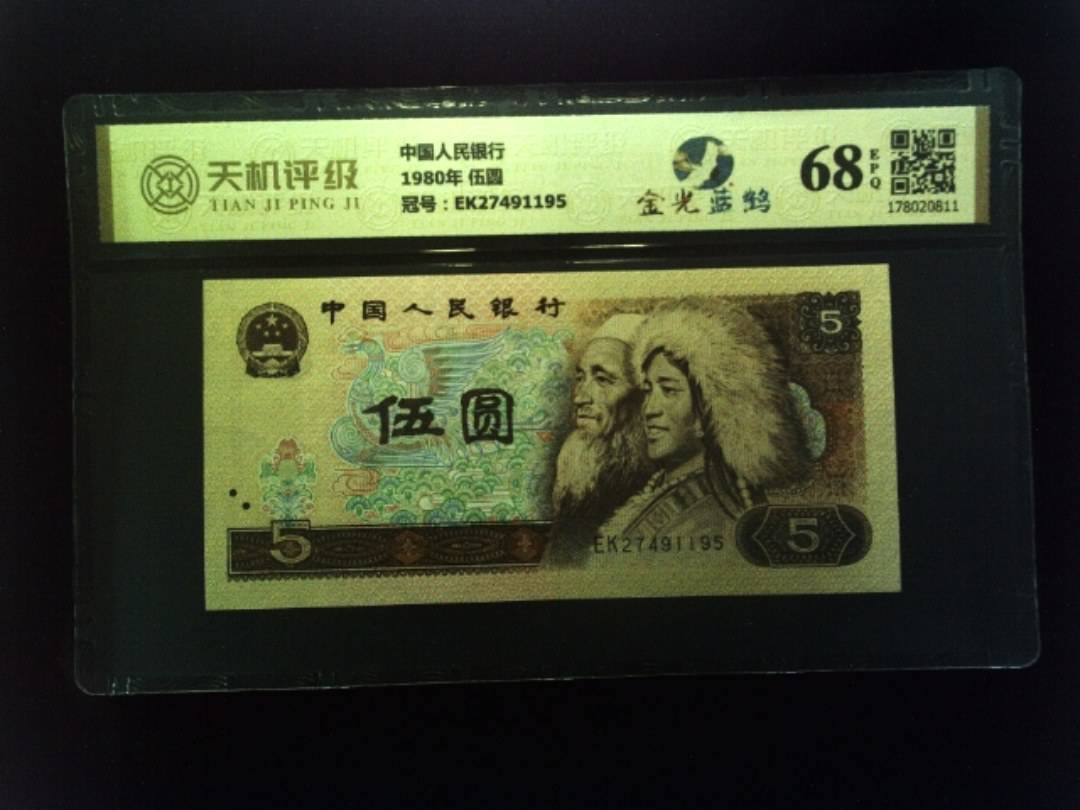 天机评级
TIAN JI PING JI
中国人民银行
1980年 伍圆
冠号：EK27491195
金光蓝鹤
68 EPQ
178020811
中国人民银行
5
伍圆
5
EK27491195
5